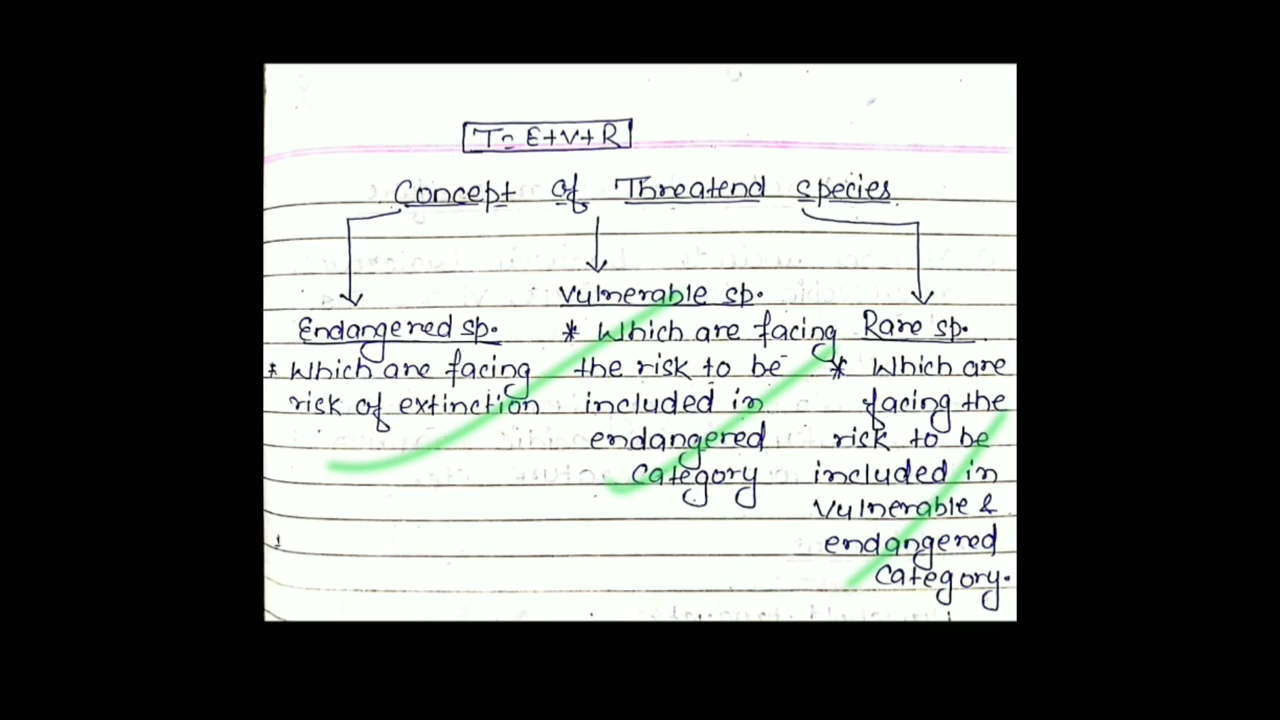 T= E+V+R
Concept of Threatend species
Vulnerable sp.
Endangered sp.
* Which are facing
risk of extinction
* Which are facing
the risk to be
included in
endangered
category
Rare sp.
* Which are
facing the
risk to be
included in
vulnerable &
endangered
category.